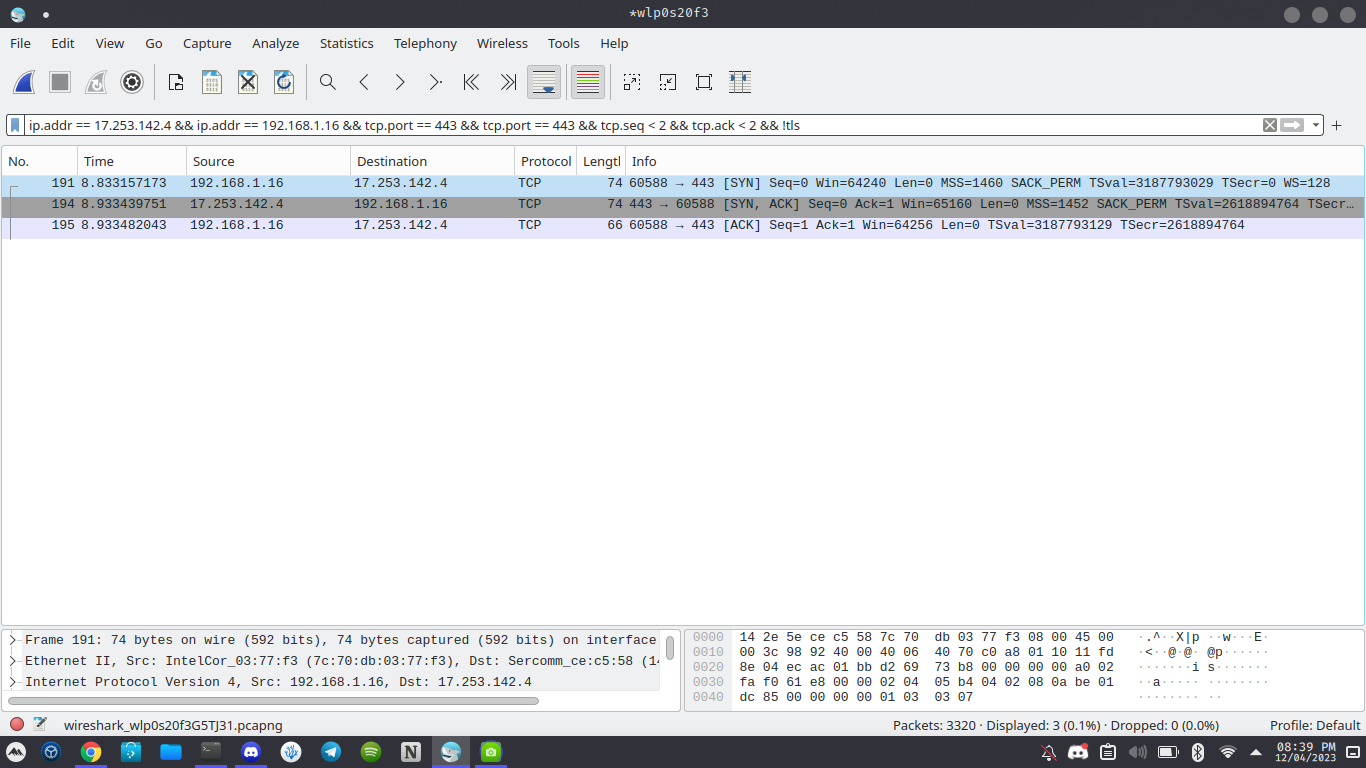 *wlp0s20f3
File Edit View Go Capture Analyze Statistics Telephony Wireless Tools Help
ip.addr == 17.253.142.4 && ip.addr == 192.168.1.16 && tcp.port == 443 && tcp.port == 443 && tcp.seq < 2 && tcp.ack < 2 && !tls
No. Time Source Destination Protocol Lengtl Info
191 8.833157173 192.168.1.16 17.253.142.4 TCP 74 60588 → 443 [SYN] Seq=0 Win=64240 Len=0 MSS=1460 SACK_PERM TSval=3187793029 TSecr=0 WS=128
194 8.933439751 17.253.142.4 192.168.1.16 TCP 74 443 → 60588 [SYN, ACK] Seq=0 Ack=1 Win=65160 Len=0 MSS=1452 SACK_PERM TSval=2618894764 TSecr…
195 8.933482043 192.168.1.16 17.253.142.4 TCP 66 60588 → 443 [ACK] Seq=1 Ack=1 Win=64256 Len=0 TSval=3187793129 TSecr=2618894764
Frame 191: 74 bytes on wire (592 bits), 74 bytes captured (592 bits) on interface
Ethernet II, Src: IntelCor_03:77:f3 (7c:70:db:03:77:f3), Dst: Sercomm_ce:c5:58 (14
Internet Protocol Version 4, Src: 192.168.1.16, Dst: 17.253.142.4
0000 14 2e 5e ce c5 58 7c 70 db 03 77 f3 08 00 45 00 ·.^··X|p ··w···E·
0010 00 3c 98 92 40 00 40 06 40 70 c0 a8 01 10 11 fd ·<··@·@· @p······
0020 8e 04 ec ac 01 bb d2 69 73 b8 00 00 00 00 a0 02 ·······i s·······
0030 fa f0 61 e8 00 00 02 04 05 b4 04 02 08 0a be 01 ··a····· ········
0040 dc 85 00 00 00 00 01 03 03 07 ········ ··
wireshark_wlp0s20f3G5TJ31.pcapng Packets: 3320 · Displayed: 3 (0.1%) · Dropped: 0 (0.0%) Profile: Default
08:39 PM
12/04/2023